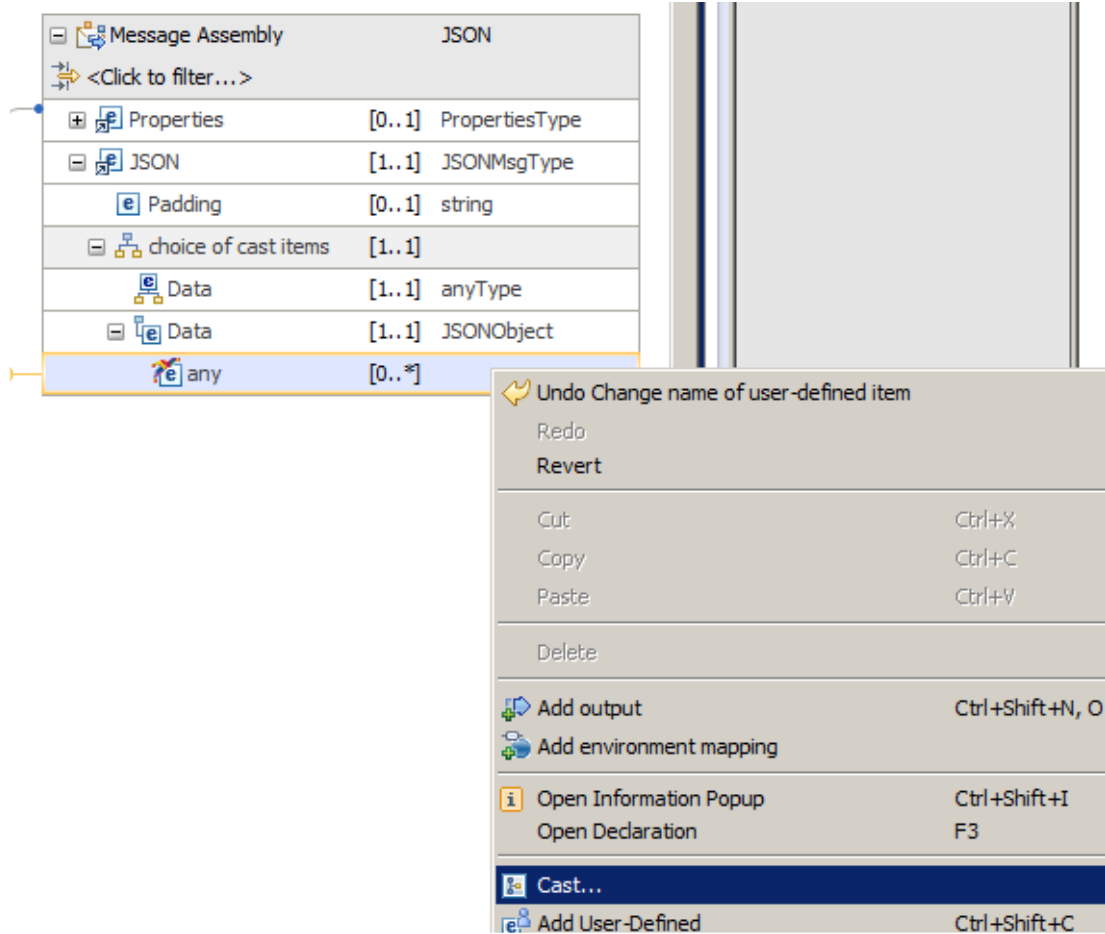 Message Assembly JSON
<Click to filter...>
Properties [0..1] PropertiesType
JSON [1..1] JSONMsgType
Padding [0..1] string
choice of cast items [1..1]
Data [1..1] anyType
Data [1..1] JSONObject
any [0..*]
Undo Change name of user-defined item
Redo
Revert
Cut Ctrl+X
Copy Ctrl+C
Paste Ctrl+V
Delete
Add output Ctrl+Shift+N, O
Add environment mapping
Open Information Popup Ctrl+Shift+I
Open Declaration F3
Cast...
Add User-Defined Ctrl+Shift+C